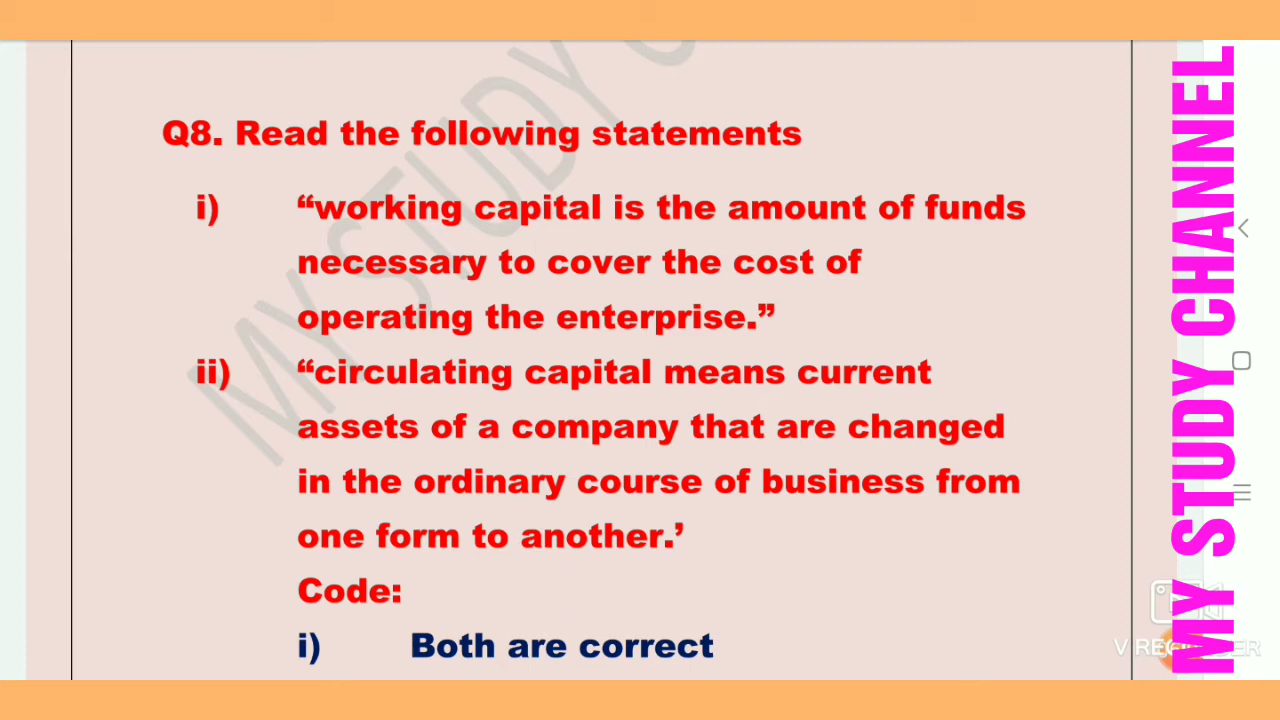 Q8. Read the following statements
i) “working capital is the amount of funds
necessary to cover the cost of
operating the enterprise.”
ii) “circulating capital means current
assets of a company that are changed
in the ordinary course of business from
one form to another.’
Code:
i) Both are correct
MY STUDY CHANNEL
MY STUDY